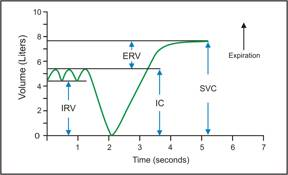 Volume (Liters)
10
8
6
4
2
0
ERV
IRV
IC
SVC
Expiration
1
2
3
4
5
6
7
Time (seconds)